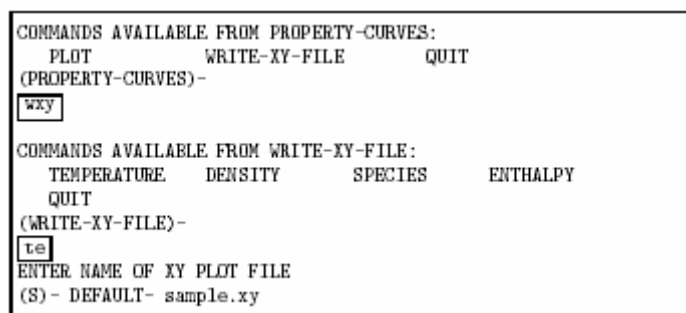 COMMANDS AVAILABLE FROM PROPERTY-CURVES:
PLOT WRITE-XY-FILE QUIT
(PROPERTY-CURVES)-
wxy
COMMANDS AVAILABLE FROM WRITE-XY-FILE:
TEMPERATURE DENSITY SPECIES ENTHALPY
QUIT
(WRITE-XY-FILE)-
te
ENTER NAME OF XY PLOT FILE
(S)- DEFAULT- sample.xy